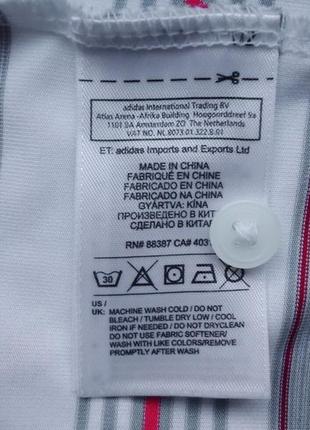 adidas International Trading BV
Atlas Arena -Afrika Building Hoogoorddreef 9a
1101 BA Amsterdam ZO The Netherlands
VAT NO. NL.8073.01.322.B.01
ET: adidas Imports and Exports Ltd
MADE IN CHINA
FABRIQUÉ EN CHINE
FABRICADO EN CHINA
FABRICADO NA CHINA
GYÁRTVA: KÍNA
ПРОИЗВЕДЕНО В КИТ
СДЕЛАНО В КИТА
RN# 88387 CA# 403
30
US /
UK: MACHINE WASH COLD / DO NOT
BLEACH / TUMBLE DRY LOW / COOL
IRON IF NEEDED / DO NOT DRYCLEAN
DO NOT USE FABRIC SOFTENER/
WASH WITH LIKE COLORS/REMOVE
PROMPTLY AFTER WASH